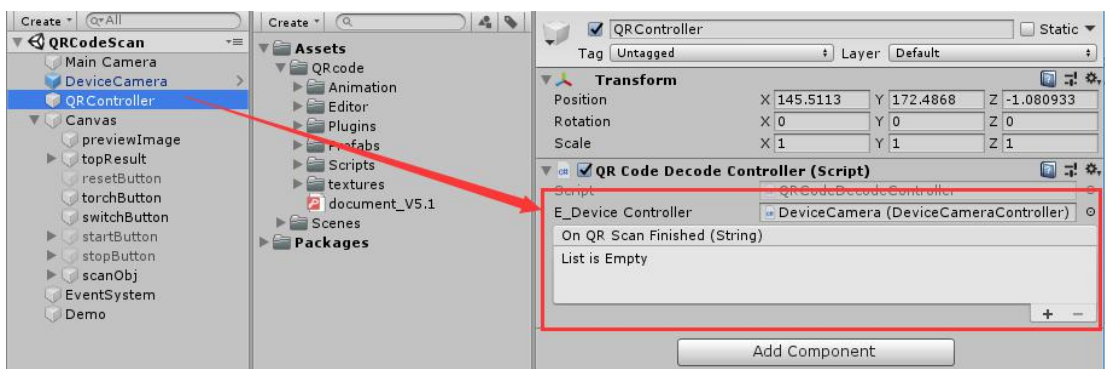 Create
All
QRCodeScan
Main Camera
DeviceCamera
QRController
Canvas
previewImage
topResult
resetButton
torchButton
switchButton
startButton
stopButton
scanObj
EventSystem
Demo
Create
Assets
QRcode
Animation
Editor
Plugins
Prefabs
Scripts
textures
document_V5.1
Scenes
Packages
QRController Static
Tag Untagged Layer Default
Transform
Position X 145.5113 Y 172.4868 Z -1.080933
Rotation X 0 Y 0 Z 0
Scale X 1 Y 1 Z 1
QR Code Decode Controller (Script)
Script QRCodeDecodeController
E_Device Controller DeviceCamera (DeviceCameraController)
On QR Scan Finished (String)
List is Empty
+ −
Add Component